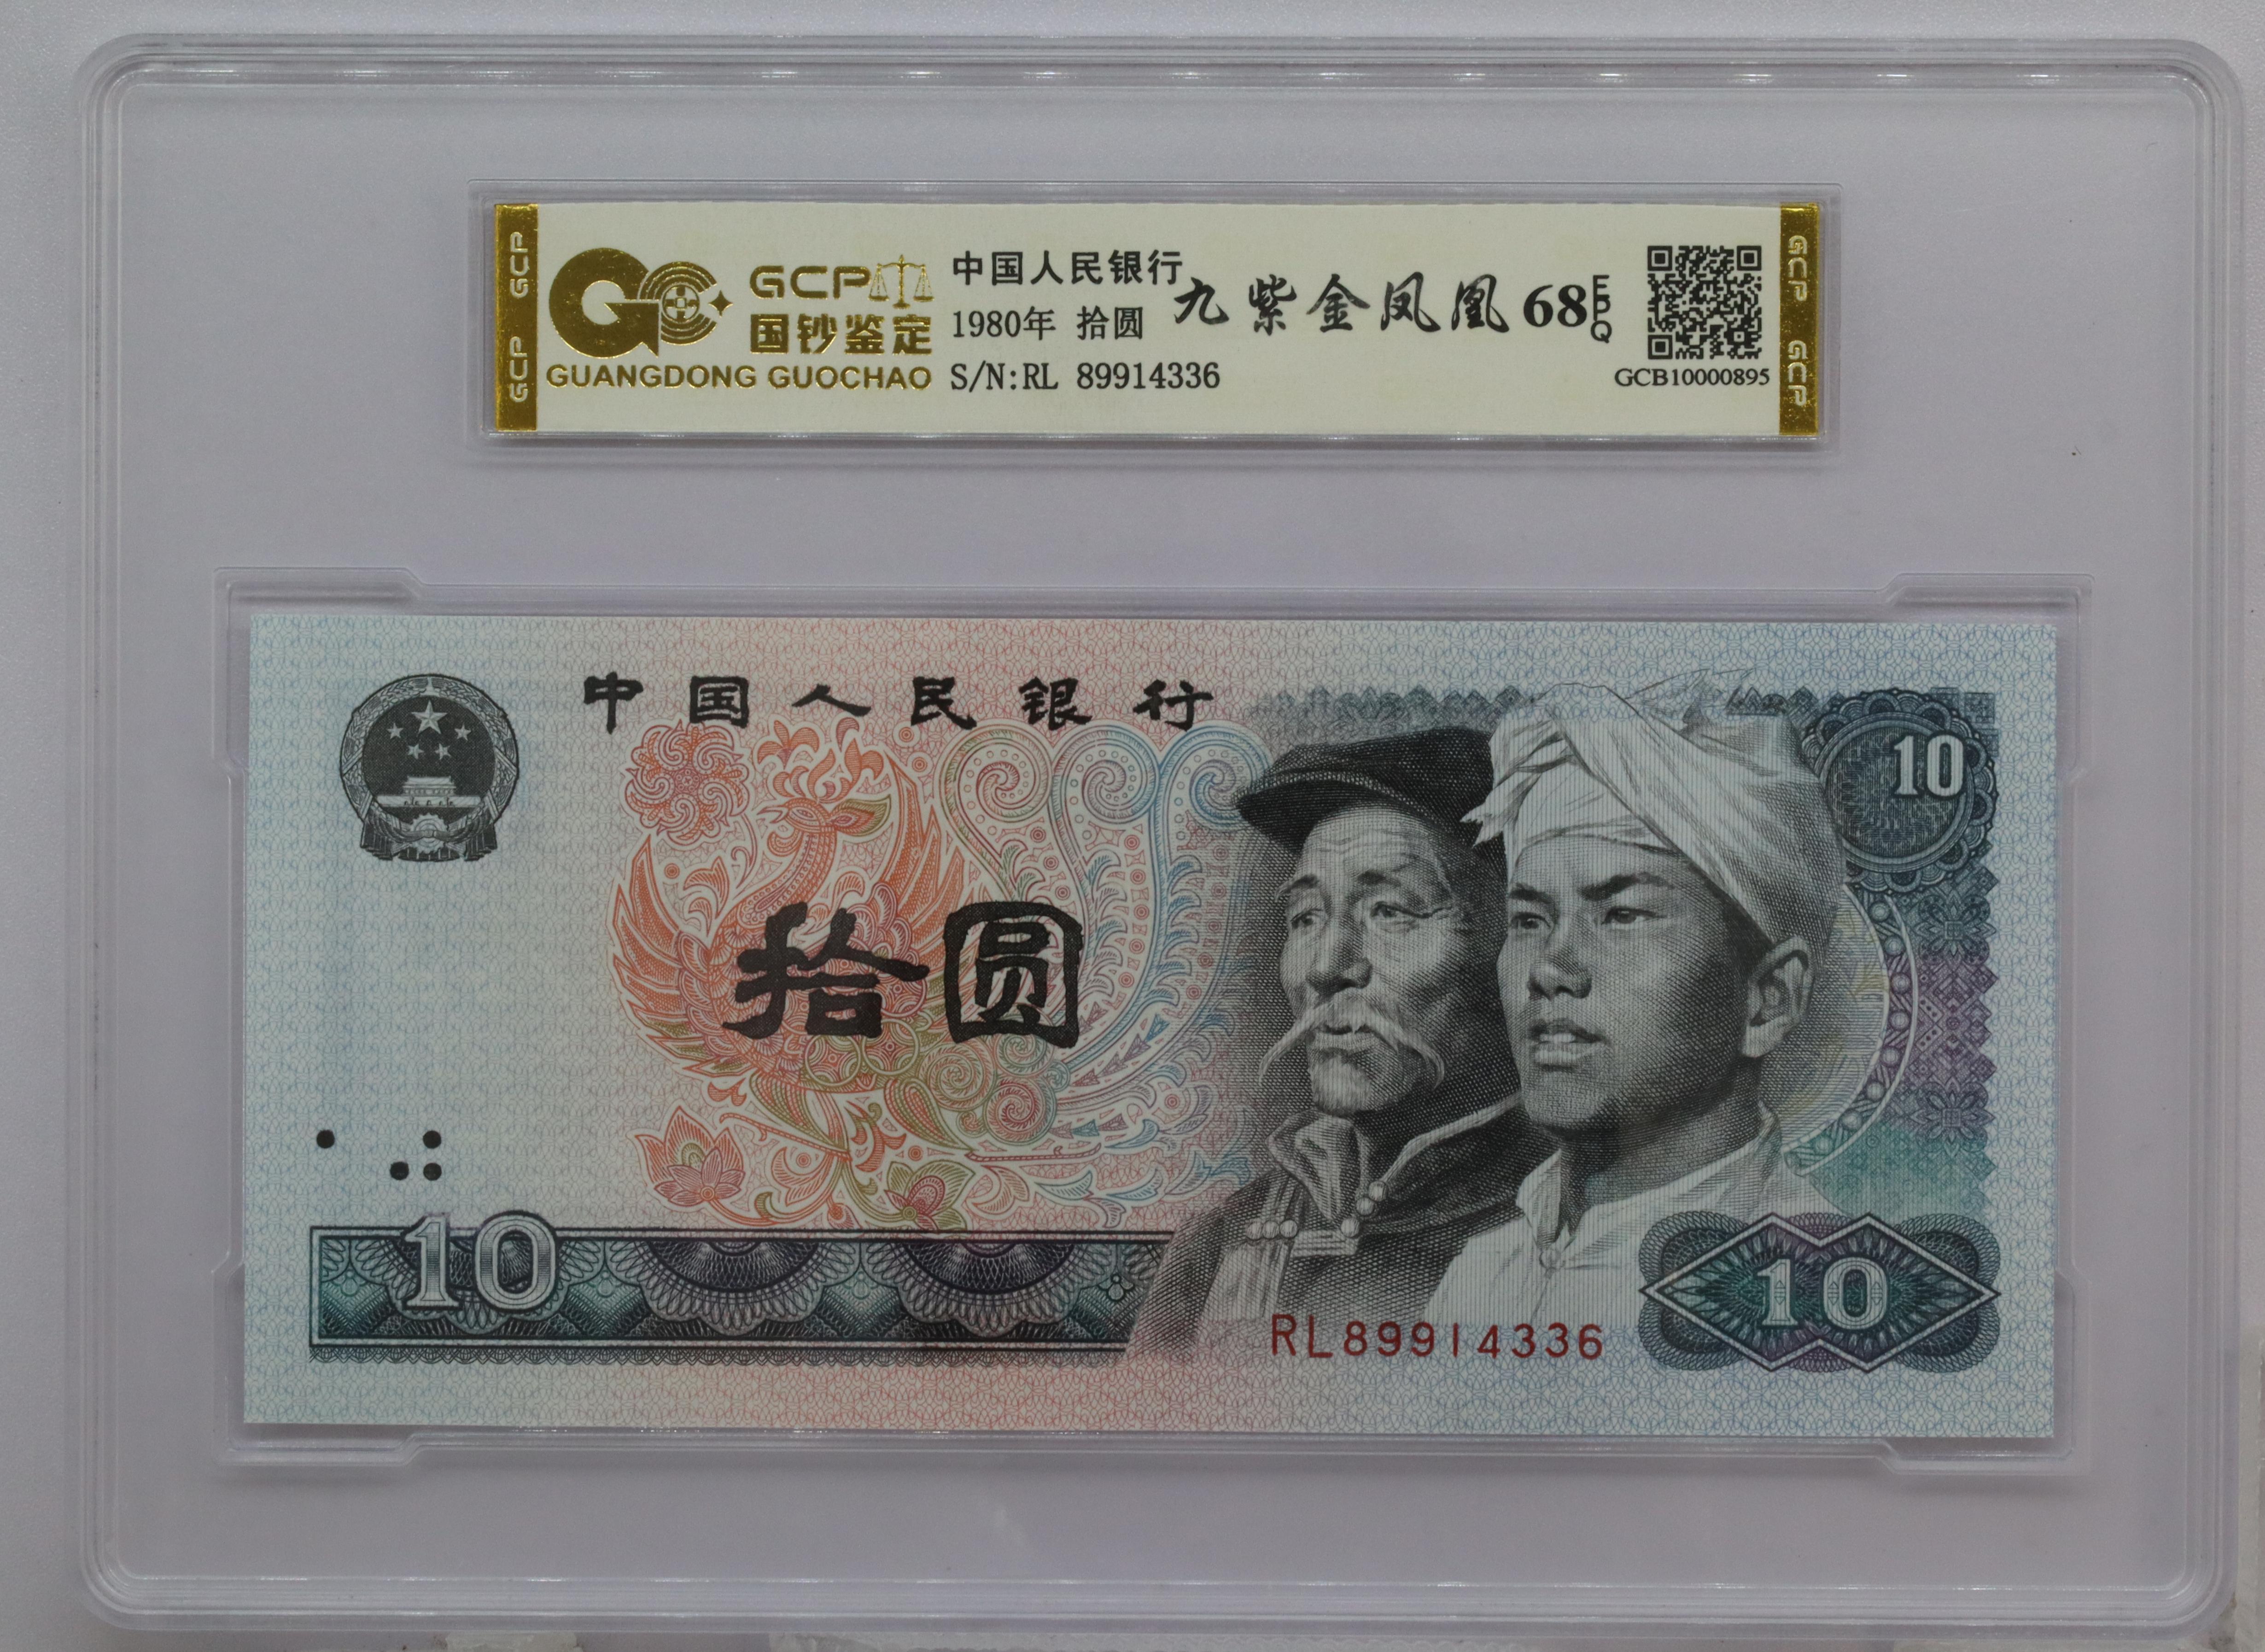 GCP GCP
GCP
国钞鉴定
GUANGDONG GUOCHAO
中国人民银行
1980年 拾圆
S/N:RL 89914336
九紫金凤凰 68 EPQ
GCB10000895
GCP GCP
中国人民银行
10
拾圆
10
RL89914336
10